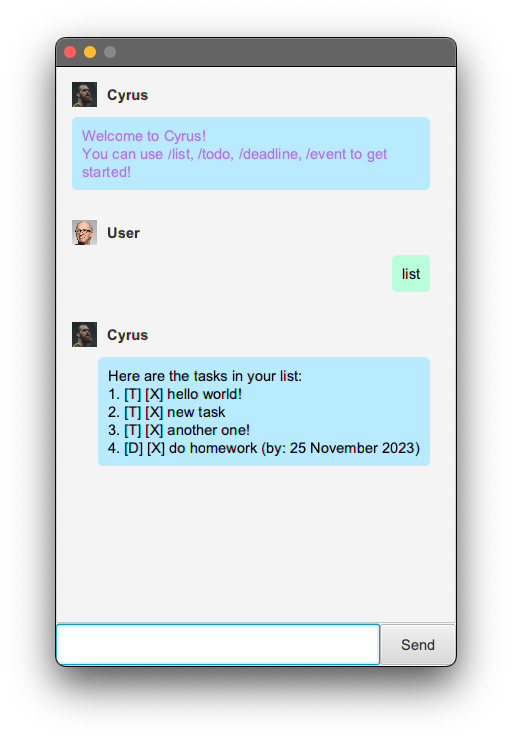 Cyrus
Welcome to Cyrus!
You can use /list, /todo, /deadline, /event to get
started!
User
list
Cyrus
Here are the tasks in your list:
1. [T] [X] hello world!
2. [T] [X] new task
3. [T] [X] another one!
4. [D] [X] do homework (by: 25 November 2023)
Send